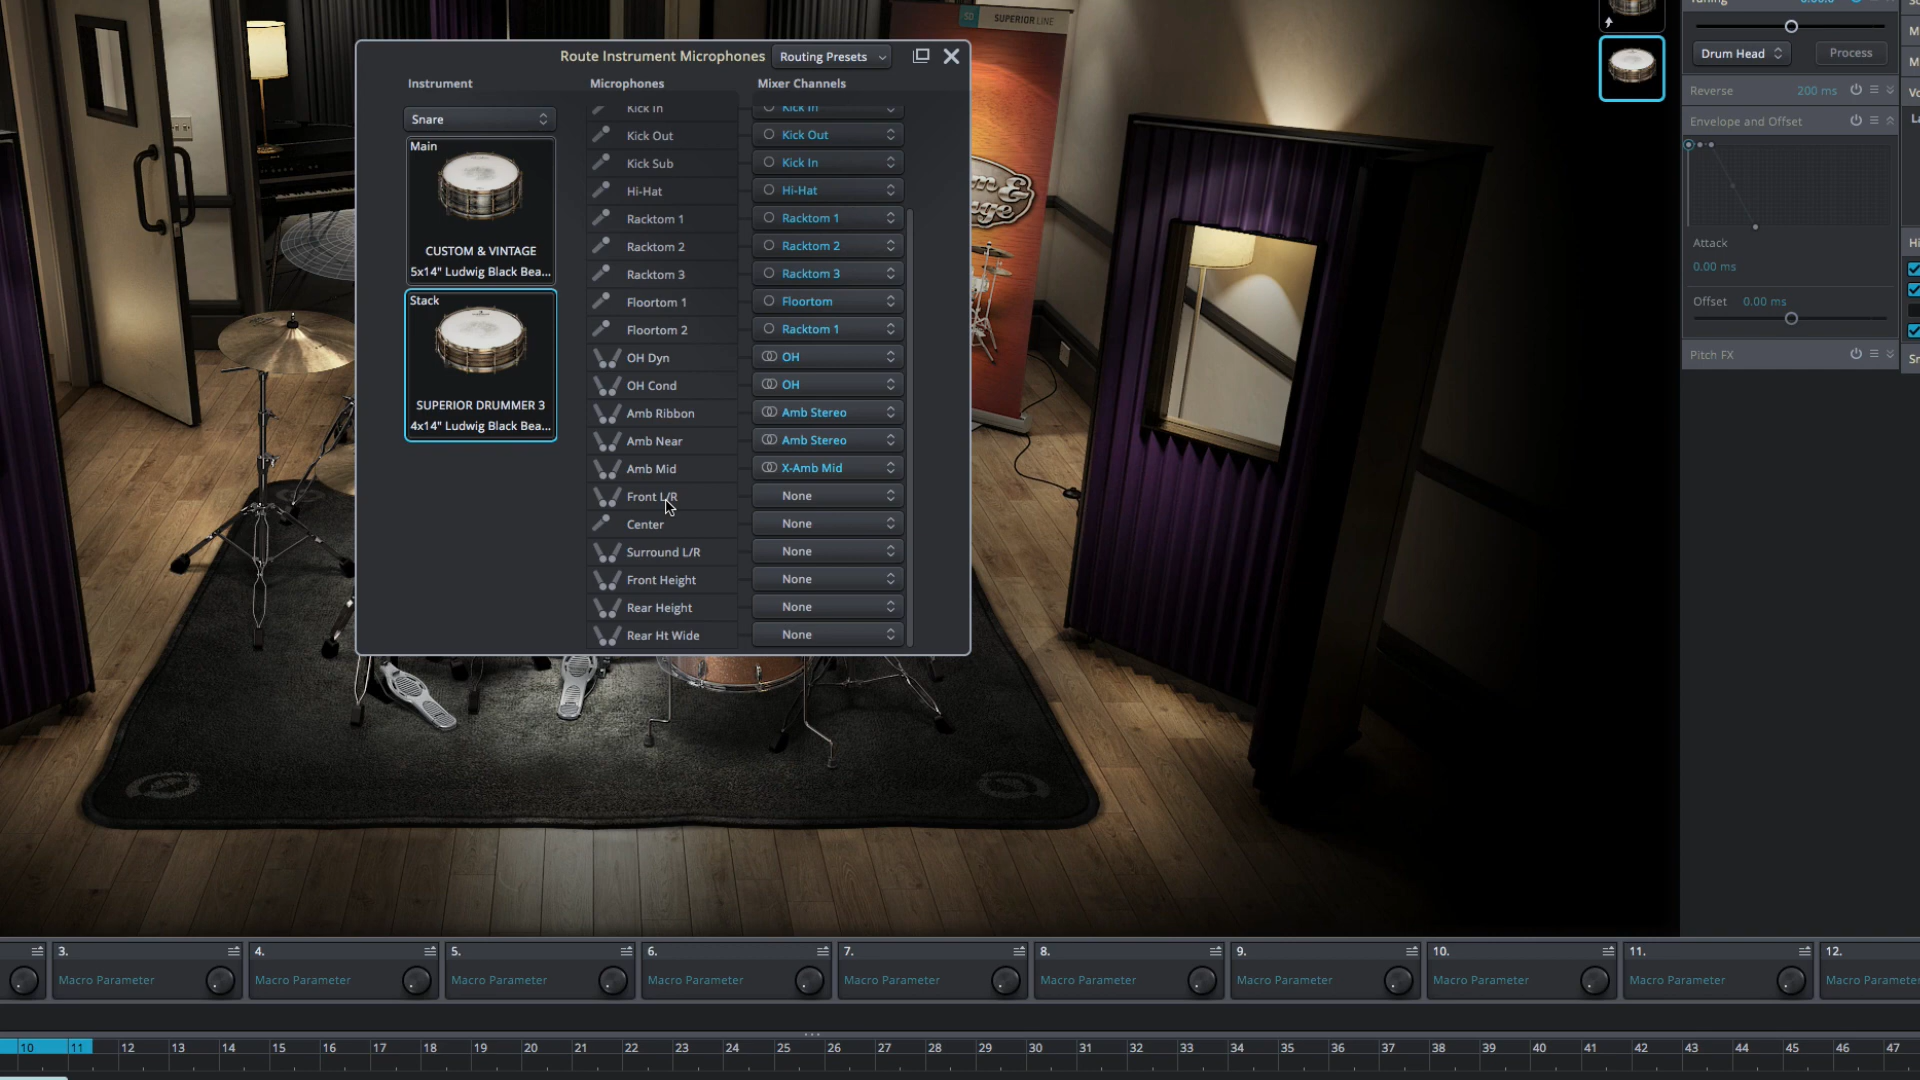 SD SUPERIOR LINE
Route Instrument Microphones
Routing Presets
Instrument
Microphones
Mixer Channels
Snare
Main
CUSTOM & VINTAGE
5x14" Ludwig Black Bea...
Stack
SUPERIOR DRUMMER 3
4x14" Ludwig Black Bea...
Kick In
Kick In
Kick Out
Kick Out
Kick Sub
Kick In
Hi-Hat
Hi-Hat
Racktom 1
Racktom 1
Racktom 2
Racktom 2
Racktom 3
Racktom 3
Floortom 1
Floortom
Floortom 2
Racktom 1
OH Dyn
OH
OH Cond
OH
Amb Ribbon
Amb Stereo
Amb Near
Amb Stereo
Amb Mid
X-Amb Mid
Front L/R
None
Center
None
Surround L/R
None
Front Height
None
Rear Height
None
Rear Ht Wide
None
Drum Head
Process
Reverse
200 ms
Envelope and Offset
Attack
0.00 ms
Offset
0.00 ms
Pitch FX
3.
Macro Parameter
4.
Macro Parameter
5.
Macro Parameter
6.
Macro Parameter
7.
Macro Parameter
8.
Macro Parameter
9.
Macro Parameter
10.
Macro Parameter
11.
Macro Parameter
12.
Macro Paramete
10 11 12 13 14 15 16 17 18 19 20 21 22 23 24 25 26 27 28 29 30 31 32 33 34 35 36 37 38 39 40 41 42 43 44 45 46 47